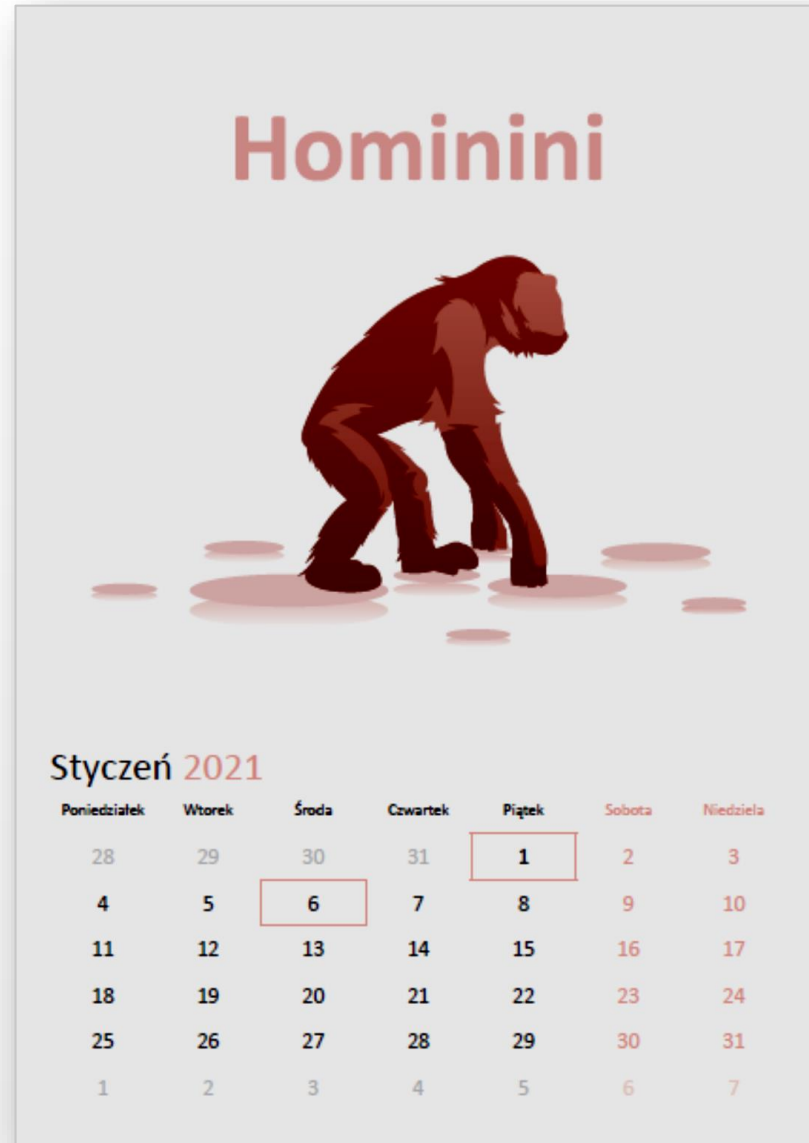 Hominini
Styczeń 2021
Poniedziałek Wtorek Środa Czwartek Piątek Sobota Niedziela
28 29 30 31 1 2 3
4 5 6 7 8 9 10
11 12 13 14 15 16 17
18 19 20 21 22 23 24
25 26 27 28 29 30 31
1 2 3 4 5 6 7